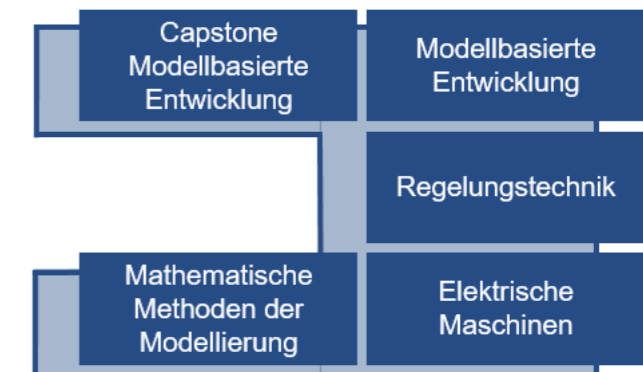 Capstone
Modellbasierte
Entwicklung
Modellbasierte
Entwicklung
Regelungstechnik
Mathematische
Methoden der
Modellierung
Elektrische
Maschinen